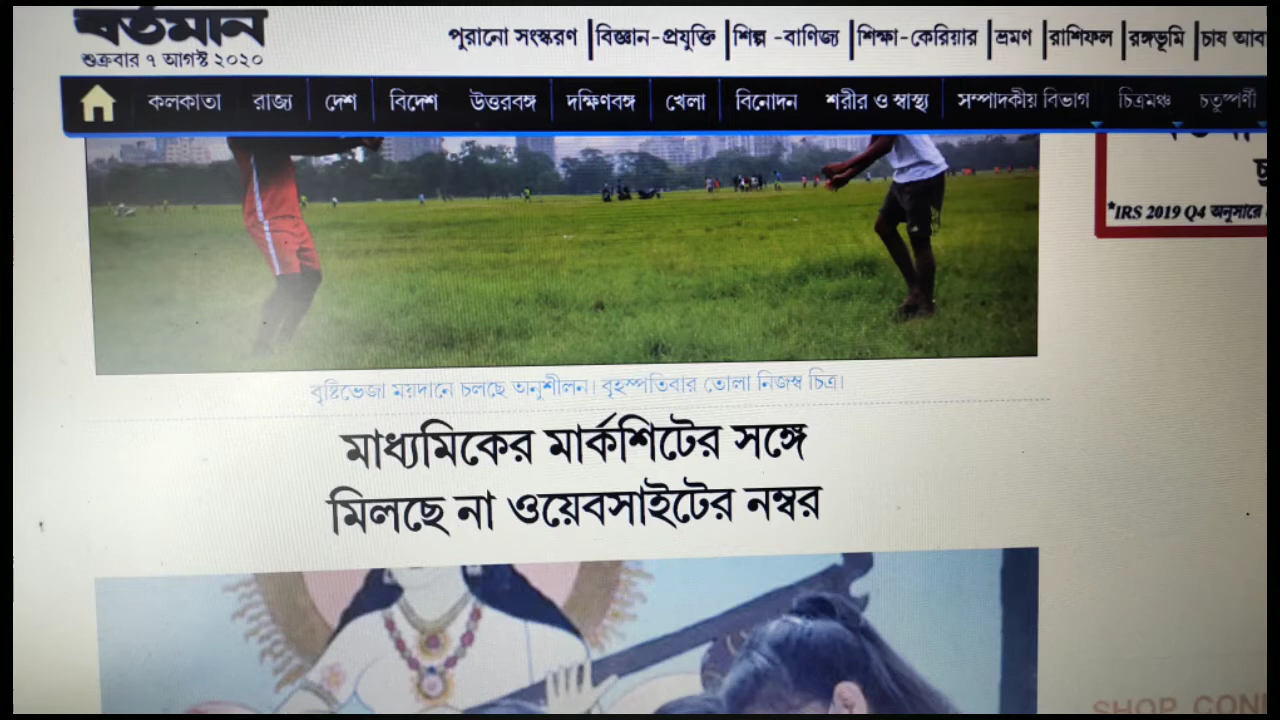 বর্তমান
শুক্রবার ৭ আগস্ট ২০২০
পুরানো সংস্করণ | বিজ্ঞান-প্রযুক্তি | শিল্প -বাণিজ্য | শিক্ষা-কেরিয়ার | ভ্রমণ | রাশিফল | রঙ্গভূমি | চাষ
কলকাতা রাজ্য দেশ বিদেশ উত্তরবঙ্গ দক্ষিণবঙ্গ খেলা বিনোদন শরীর ও স্বাস্থ্য সম্পাদকীয় বিভাগ চিত্রমঞ্চ চতুষ্পর্ণী
*IRS 2019 Q4 অনুসারে
বৃষ্টিভেজা ময়দানে চলছে অনুশীলন। বৃহস্পতিবার তোলা নিজস্ব চিত্র।
মাধ্যমিকের মার্কশিটের সঙ্গে
মিলছে না ওয়েবসাইটের নম্বর
SHOP